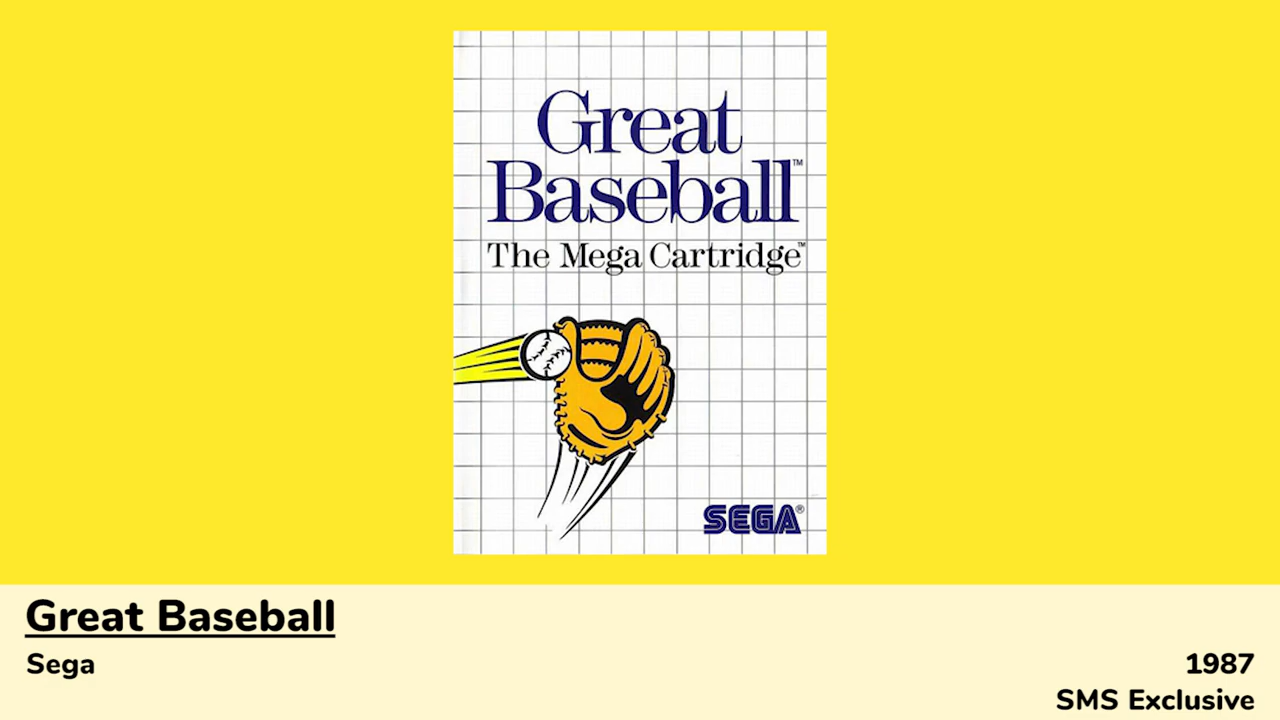 Great
Baseball™
The Mega Cartridge™
SEGA®
Great Baseball
Sega
1987
SMS Exclusive